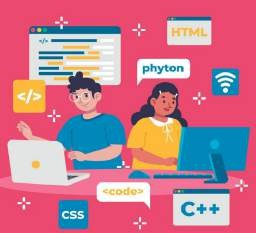 HTML
</>
phyton
</>
<code>
CSS
C++